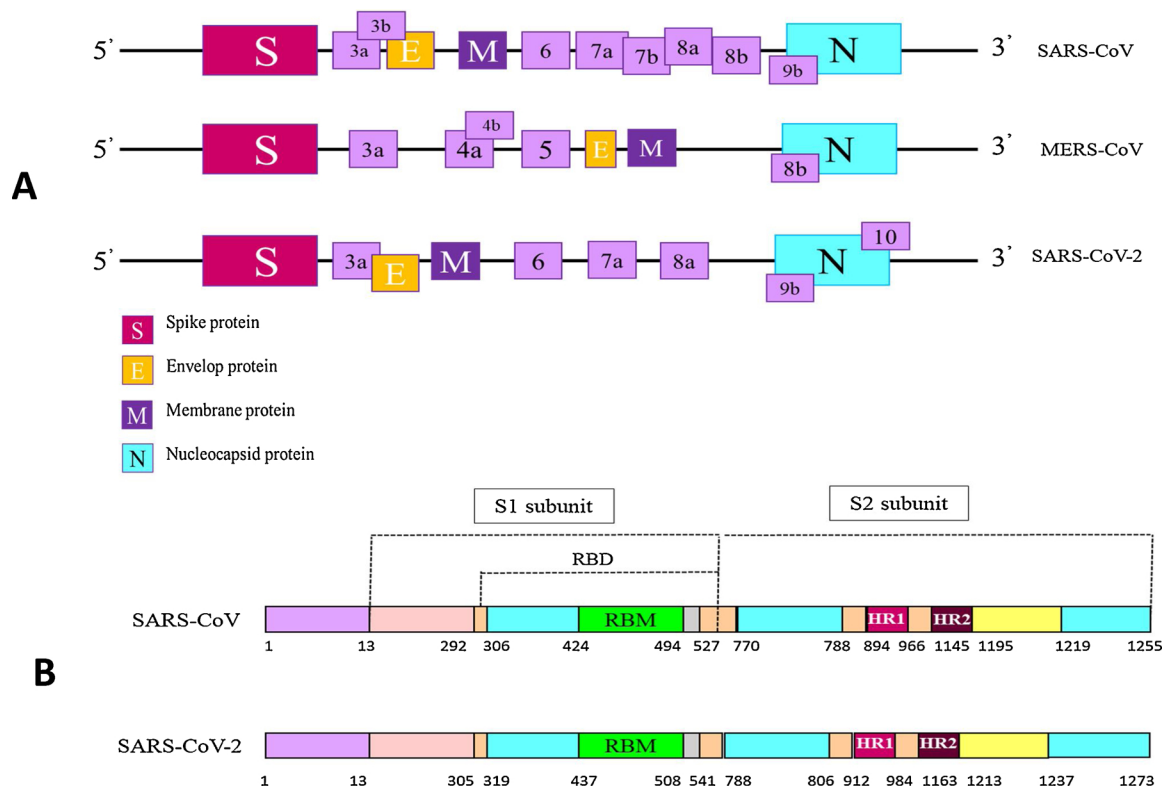 5’ S 3a 3b E M 6 7a 7b 8a 8b 9b N 3’ SARS-CoV
5’ S 3a 4a 4b 5 E M 8b N 3’ MERS-CoV
A
5’ S 3a E M 6 7a 8a 9b N 10 3’ SARS-CoV-2
S Spike protein
E Envelop protein
M Membrane protein
N Nucleocapsid protein
S1 subunit S2 subunit
RBD
SARS-CoV RBM HR1 HR2
1 13 292 306 424 494 527 770 788 894 966 1145 1195 1219 1255
B
SARS-CoV-2 RBM HR1 HR2
1 13 305 319 437 508 541 788 806 912 984 1163 1213 1237 1273